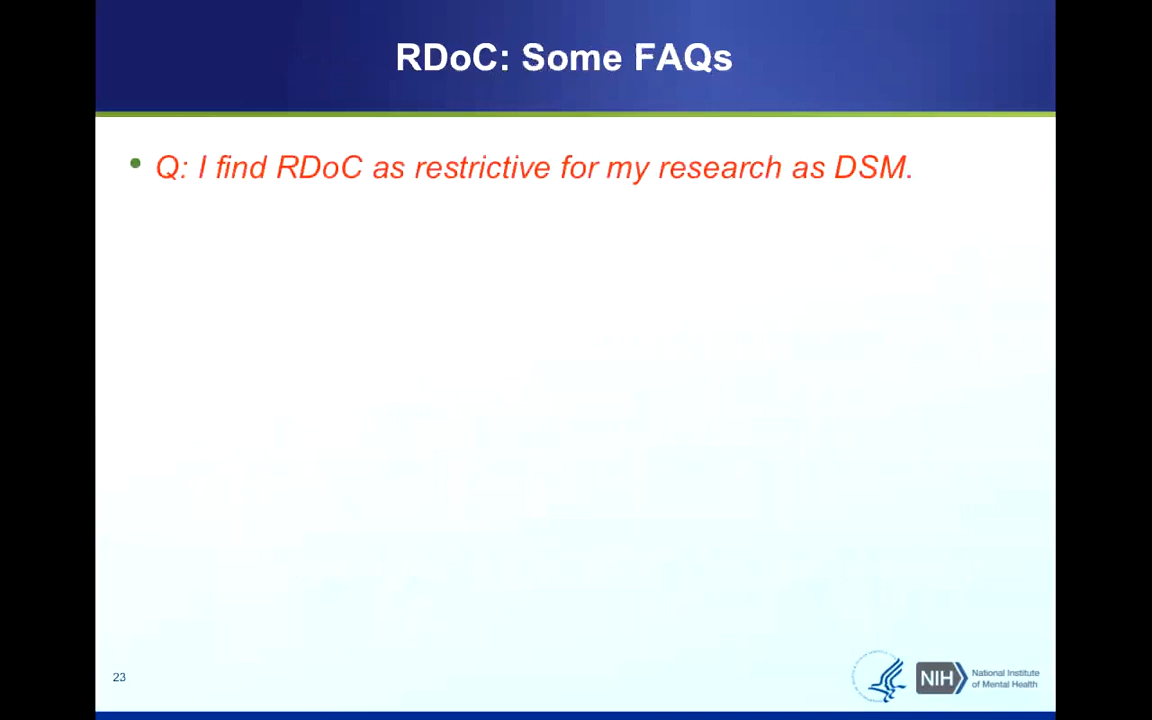 RDoC: Some FAQs
• Q: I find RDoC as restrictive for my research as DSM.
23
NIH
National Institute
of Mental Health